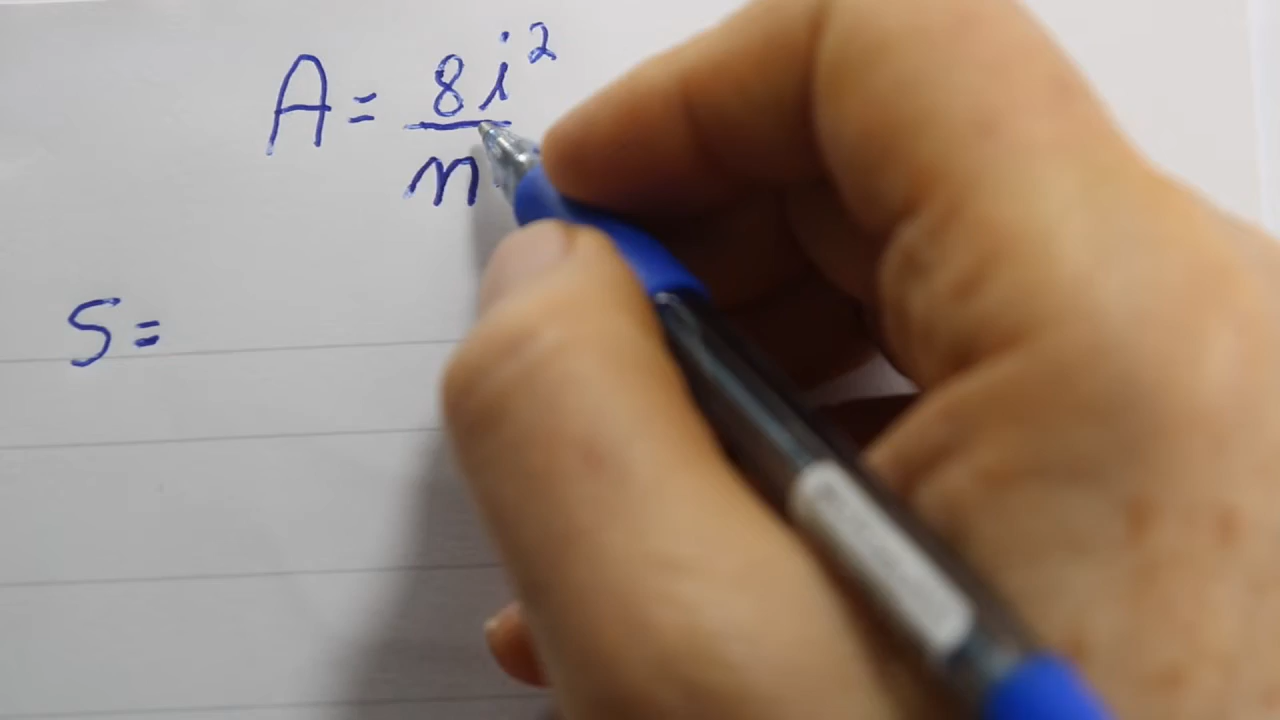 A = 8i²/m
S =